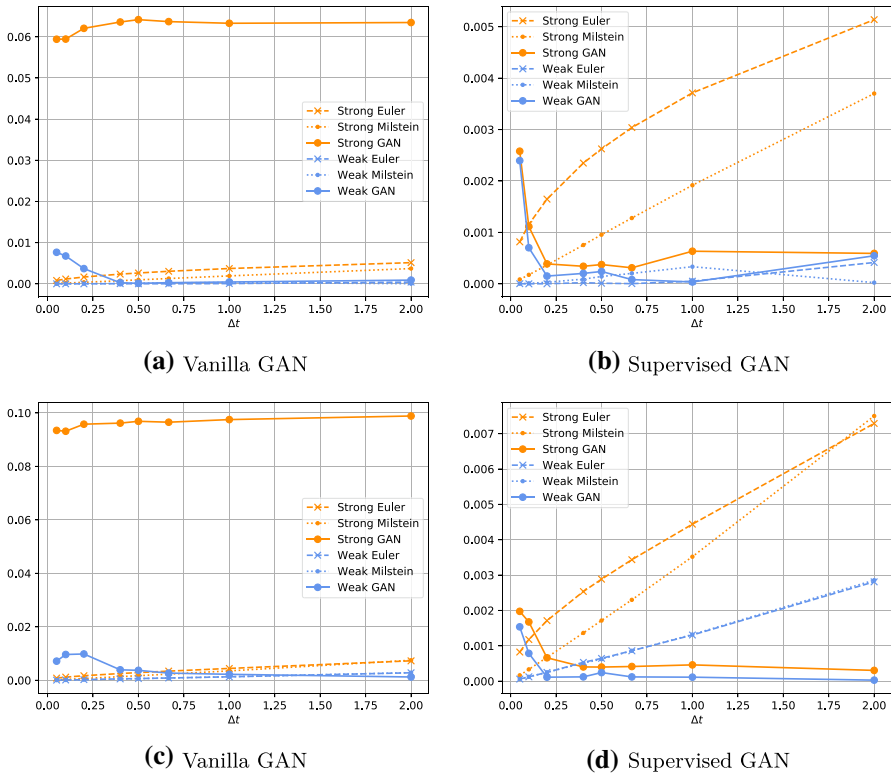 0.06
0.05
0.04
0.03
0.02
0.01
0.00
Strong Euler
Strong Milstein
Strong GAN
Weak Euler
Weak Milstein
Weak GAN
0.00 0.25 0.50 0.75 1.00 1.25 1.50 1.75 2.00
Δt
(a) Vanilla GAN
0.005
0.004
0.003
0.002
0.001
0.000
Strong Euler
Strong Milstein
Strong GAN
Weak Euler
Weak Milstein
Weak GAN
0.00 0.25 0.50 0.75 1.00 1.25 1.50 1.75 2.00
Δt
(b) Supervised GAN
0.10
0.08
0.06
0.04
0.02
0.00
Strong Euler
Strong Milstein
Strong GAN
Weak Euler
Weak Milstein
Weak GAN
0.00 0.25 0.50 0.75 1.00 1.25 1.50 1.75 2.00
Δt
(c) Vanilla GAN
0.007
0.006
0.005
0.004
0.003
0.002
0.001
0.000
Strong Euler
Strong Milstein
Strong GAN
Weak Euler
Weak Milstein
Weak GAN
0.00 0.25 0.50 0.75 1.00 1.25 1.50 1.75 2.00
Δt
(d) Supervised GAN